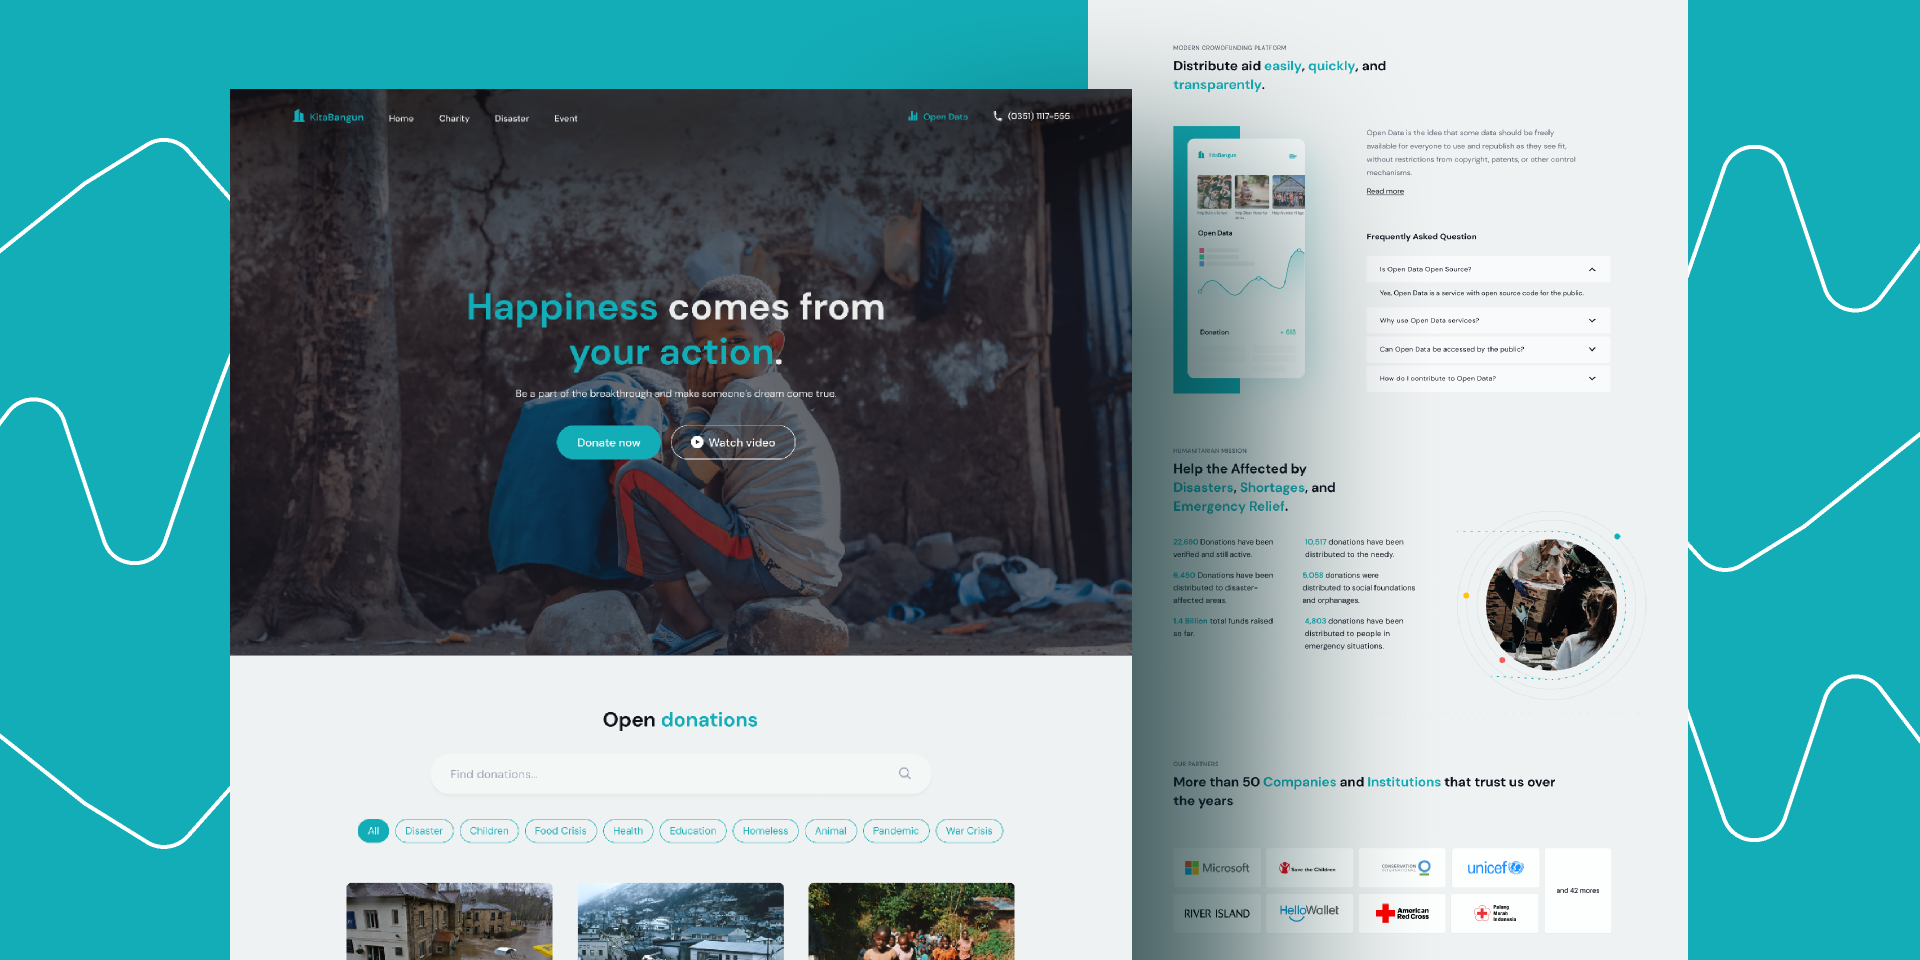 KitaBangun
Home
Charity
Disaster
Event
Open Data
(0351) 1117-555
Happiness comes from
your action.
Be a part of the breakthrough and make someone's dream come true.
Donate now
Watch video
Open donations
Find donations...
All
Disaster
Children
Food Crisis
Health
Education
Homeless
Animal
Pandemic
War Crisis
MODERN CROWDFUNDING PLATFORM
Distribute aid easily, quickly, and
transparently.
KitaBangun
Open Data
Donation
Open Data is the idea that some data should be freely
available for everyone to use and republish as they see fit,
without restrictions from copyright, patents, or other control
mechanisms.
Read more
Frequently Asked Question
Is Open Data Open Source?
Yes, Open Data is a service with open source code for the public.
Why use Open Data services?
Can Open Data be accessed by the public?
How do I contribute to Open Data?
HUMANITARIAN MISSION
Help the Affected by
Disasters, Shortages, and
Emergency Relief.
22,680 Donations have been
verified and still active.
10,517 donations have been
distributed to the needy.
6,480 Donations have been
distributed to disaster-
affected areas.
5,058 donations were
distributed to social foundations
and orphanages.
1.4 Billion total funds raised
so far.
4,803 donations have been
distributed to people in
emergency situations.
OUR PARTNERS
More than 50 Companies and Institutions that trust us over
the years
Microsoft
Save the Children
CONSERVATION
INTERNATIONAL
unicef
and 42 mores
RIVER ISLAND
HelloWallet
American
Red Cross
Palang
Merah
Indonesia